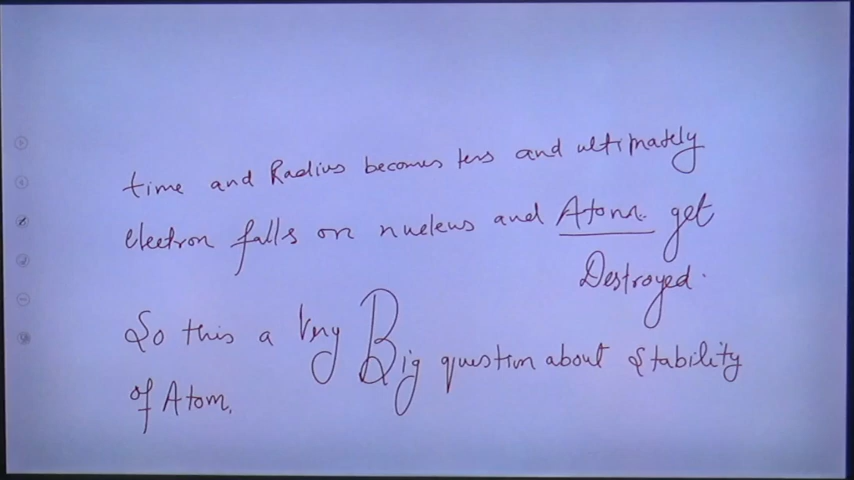 time and Radius becomes less and ultimately
electron falls on nucleus and Atom get
Destroyed.
So this a Very Big question about Stability
of Atom.